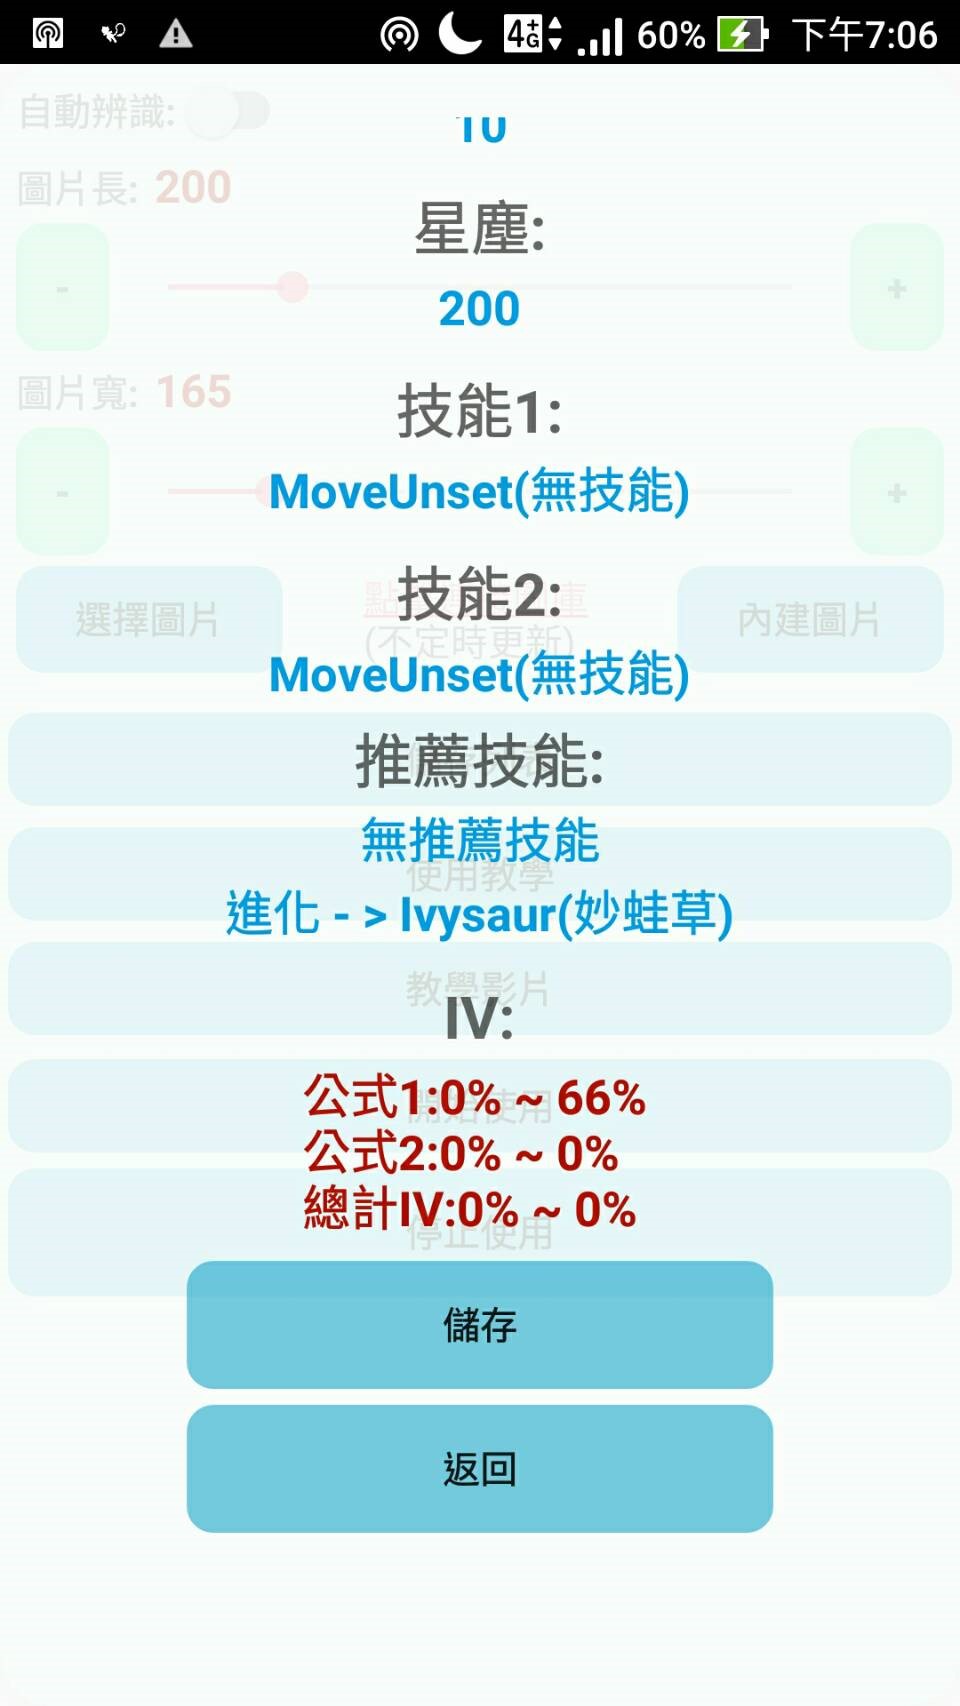 4G+ 60% 下午7:06
自動辨識:
10
圖片長: 200
星塵:
- +
200
圖片寬: 165
技能1:
- +
MoveUnset(無技能)
技能2:
選擇圖片
內建圖片
(不定時更新)
MoveUnset(無技能)
推薦技能:
無推薦技能
使用教學
進化 - > Ivysaur(妙蛙草)
教學影片
IV:
公式1:0% ~ 66%
開始使用
公式2:0% ~ 0%
總計IV:0% ~ 0%
停止使用
儲存
返回